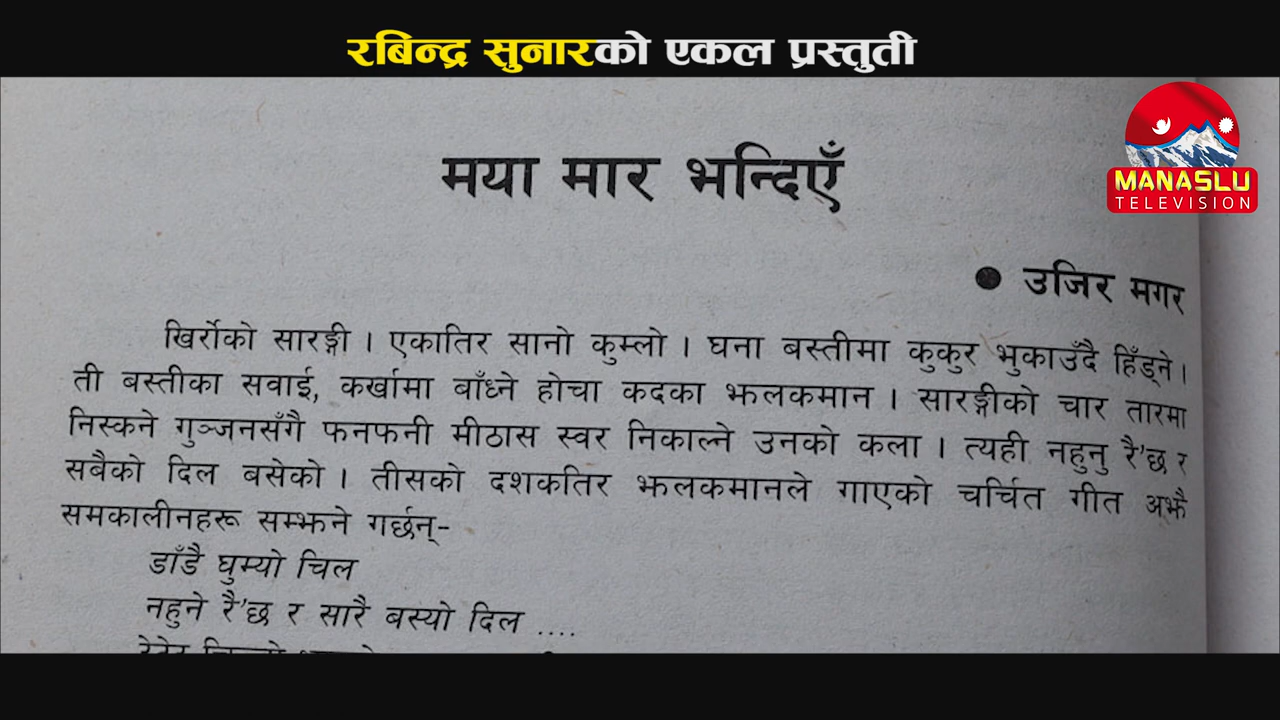 रबिन्द्र सुनारको एकल प्रस्तुती
MANASLU
TELEVISION
मया मार भन्दिएँ
● उजिर मगर
खिर्रोको सारङ्गी । एकातिर सानो कुम्लो । घना बस्तीमा कुकुर भुकाउँदै हिँड्ने ।
ती बस्तीका सवाई, कर्खामा बाँध्ने होचा कदका झलकमान । सारङ्गीको चार तारमा
निस्कने गुञ्जनसँगै फनफनी मीठास स्वर निकाल्ने उनको कला । त्यही नहुनु रै'छ र
सबैको दिल बसेको । तीसको दशकतिर झलकमानले गाएको चर्चित गीत अझै
समकालीनहरू सम्झने गर्छन्-
डाँडै घुम्यो चिल
नहुने रै'छ र सारै बस्यो दिल ....